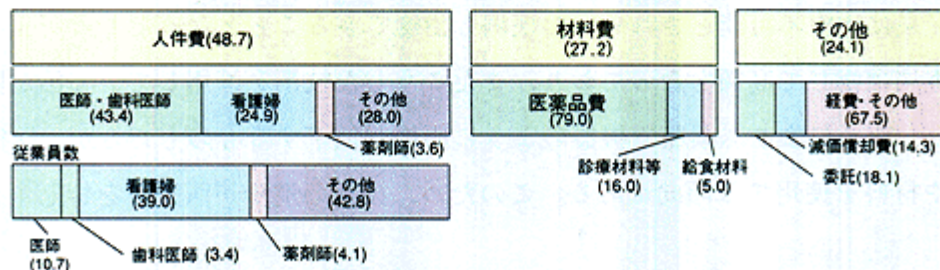 人件費(48.7)
材料費
(27.2)
その他
(24.1)
医師・歯科医師
(43.4)
看護婦
(24.9)
その他
(28.0)
薬剤師(3.6)
医薬品費
(79.0)
診療材料等
(16.0)
給食材料
(5.0)
経費・その他
(67.5)
減価償却費(14.3)
委託(18.1)
従業員数
看護婦
(39.0)
その他
(42.8)
医師
(10.7)
歯科医師 (3.4)
薬剤師(4.1)